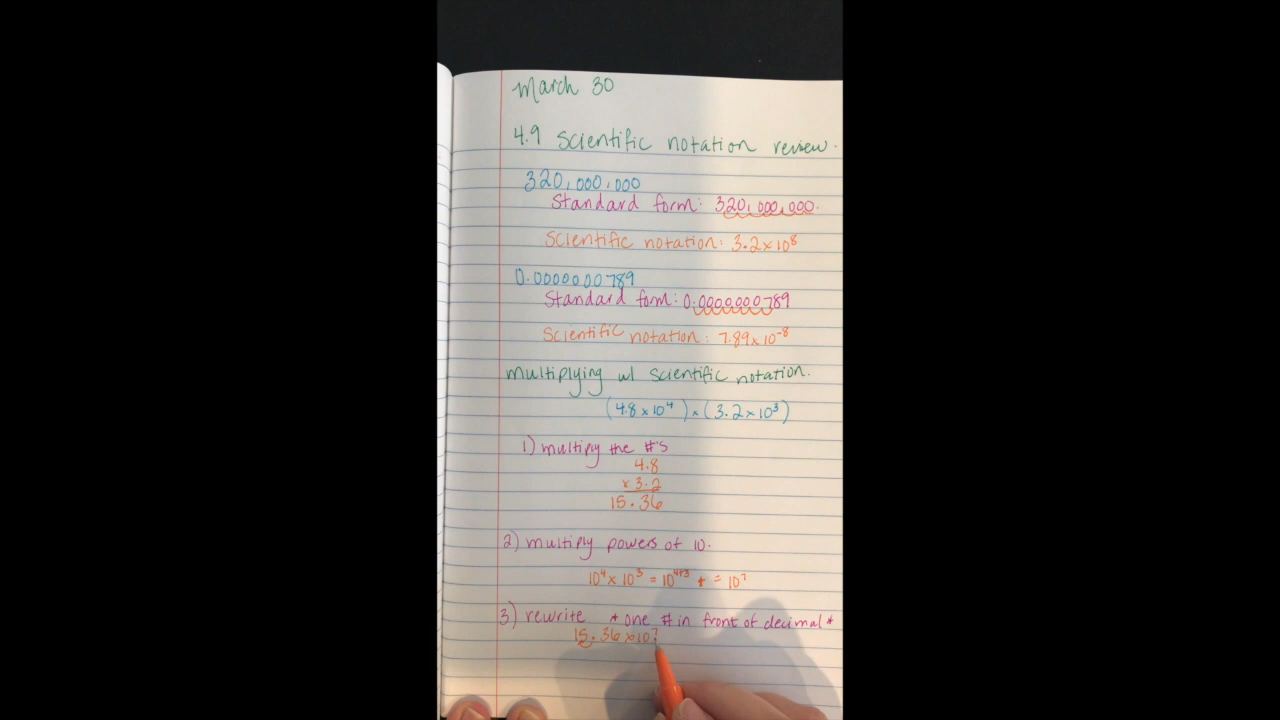 March 30
4.9 Scientific notation review.
320,000,000
Standard form: 320,000,000.
Scientific notation: 3.2x10⁸
0.0000000789
Standard form: 0.0000000789
Scientific notation: 7.89x10⁻⁸
multiplying w/ scientific notation.
(4.8x10⁴) x (3.2x10³)
1) multiply the #'s
4.8
x 3.2
15.36
2) multiply powers of 10.
10⁴ x 10³ = 10⁴⁺³ + = 10⁷
3) rewrite *one # in front of decimal*
15.36x10⁷